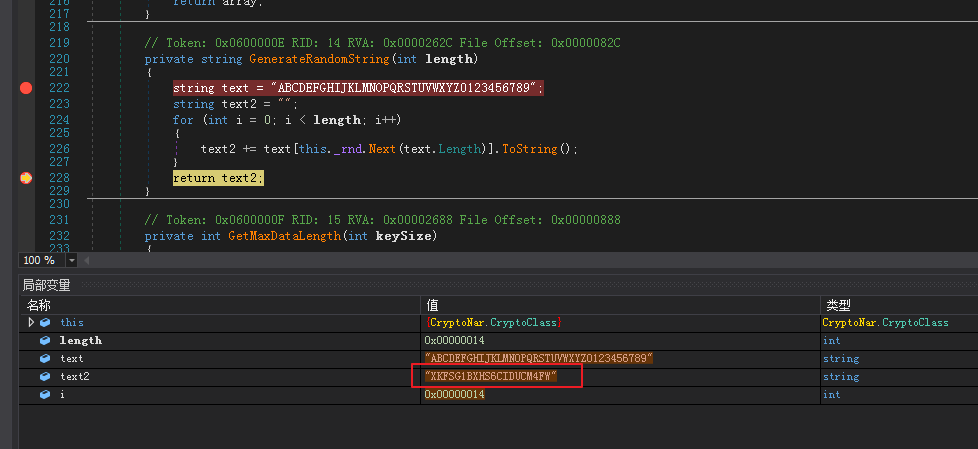 216 return array;
217 }
218
219 // Token: 0x0600000E RID: 14 RVA: 0x0000262C File Offset: 0x0000082C
220 private string GenerateRandomString(int length)
221 {
222 string text = "ABCDEFGHIJKLMNOPQRSTUVWXYZ0123456789";
223 string text2 = "";
224 for (int i = 0; i < length; i++)
225 {
226 text2 += text[this._rnd.Next(text.Length)].ToString();
227 }
228 return text2;
229 }
230
231 // Token: 0x0600000F RID: 15 RVA: 0x00002688 File Offset: 0x00000888
232 private int GetMaxDataLength(int keySize)
233 {
100 %
局部变量
名称 值 类型
this {CryptoNar.CryptoClass} CryptoNar.CryptoClass
length 0x00000014 int
text "ABCDEFGHIJKLMNOPQRSTUVWXYZ0123456789" string
text2 "XKFSG1BXHS6CIDUCM4FW" string
i 0x00000014 int